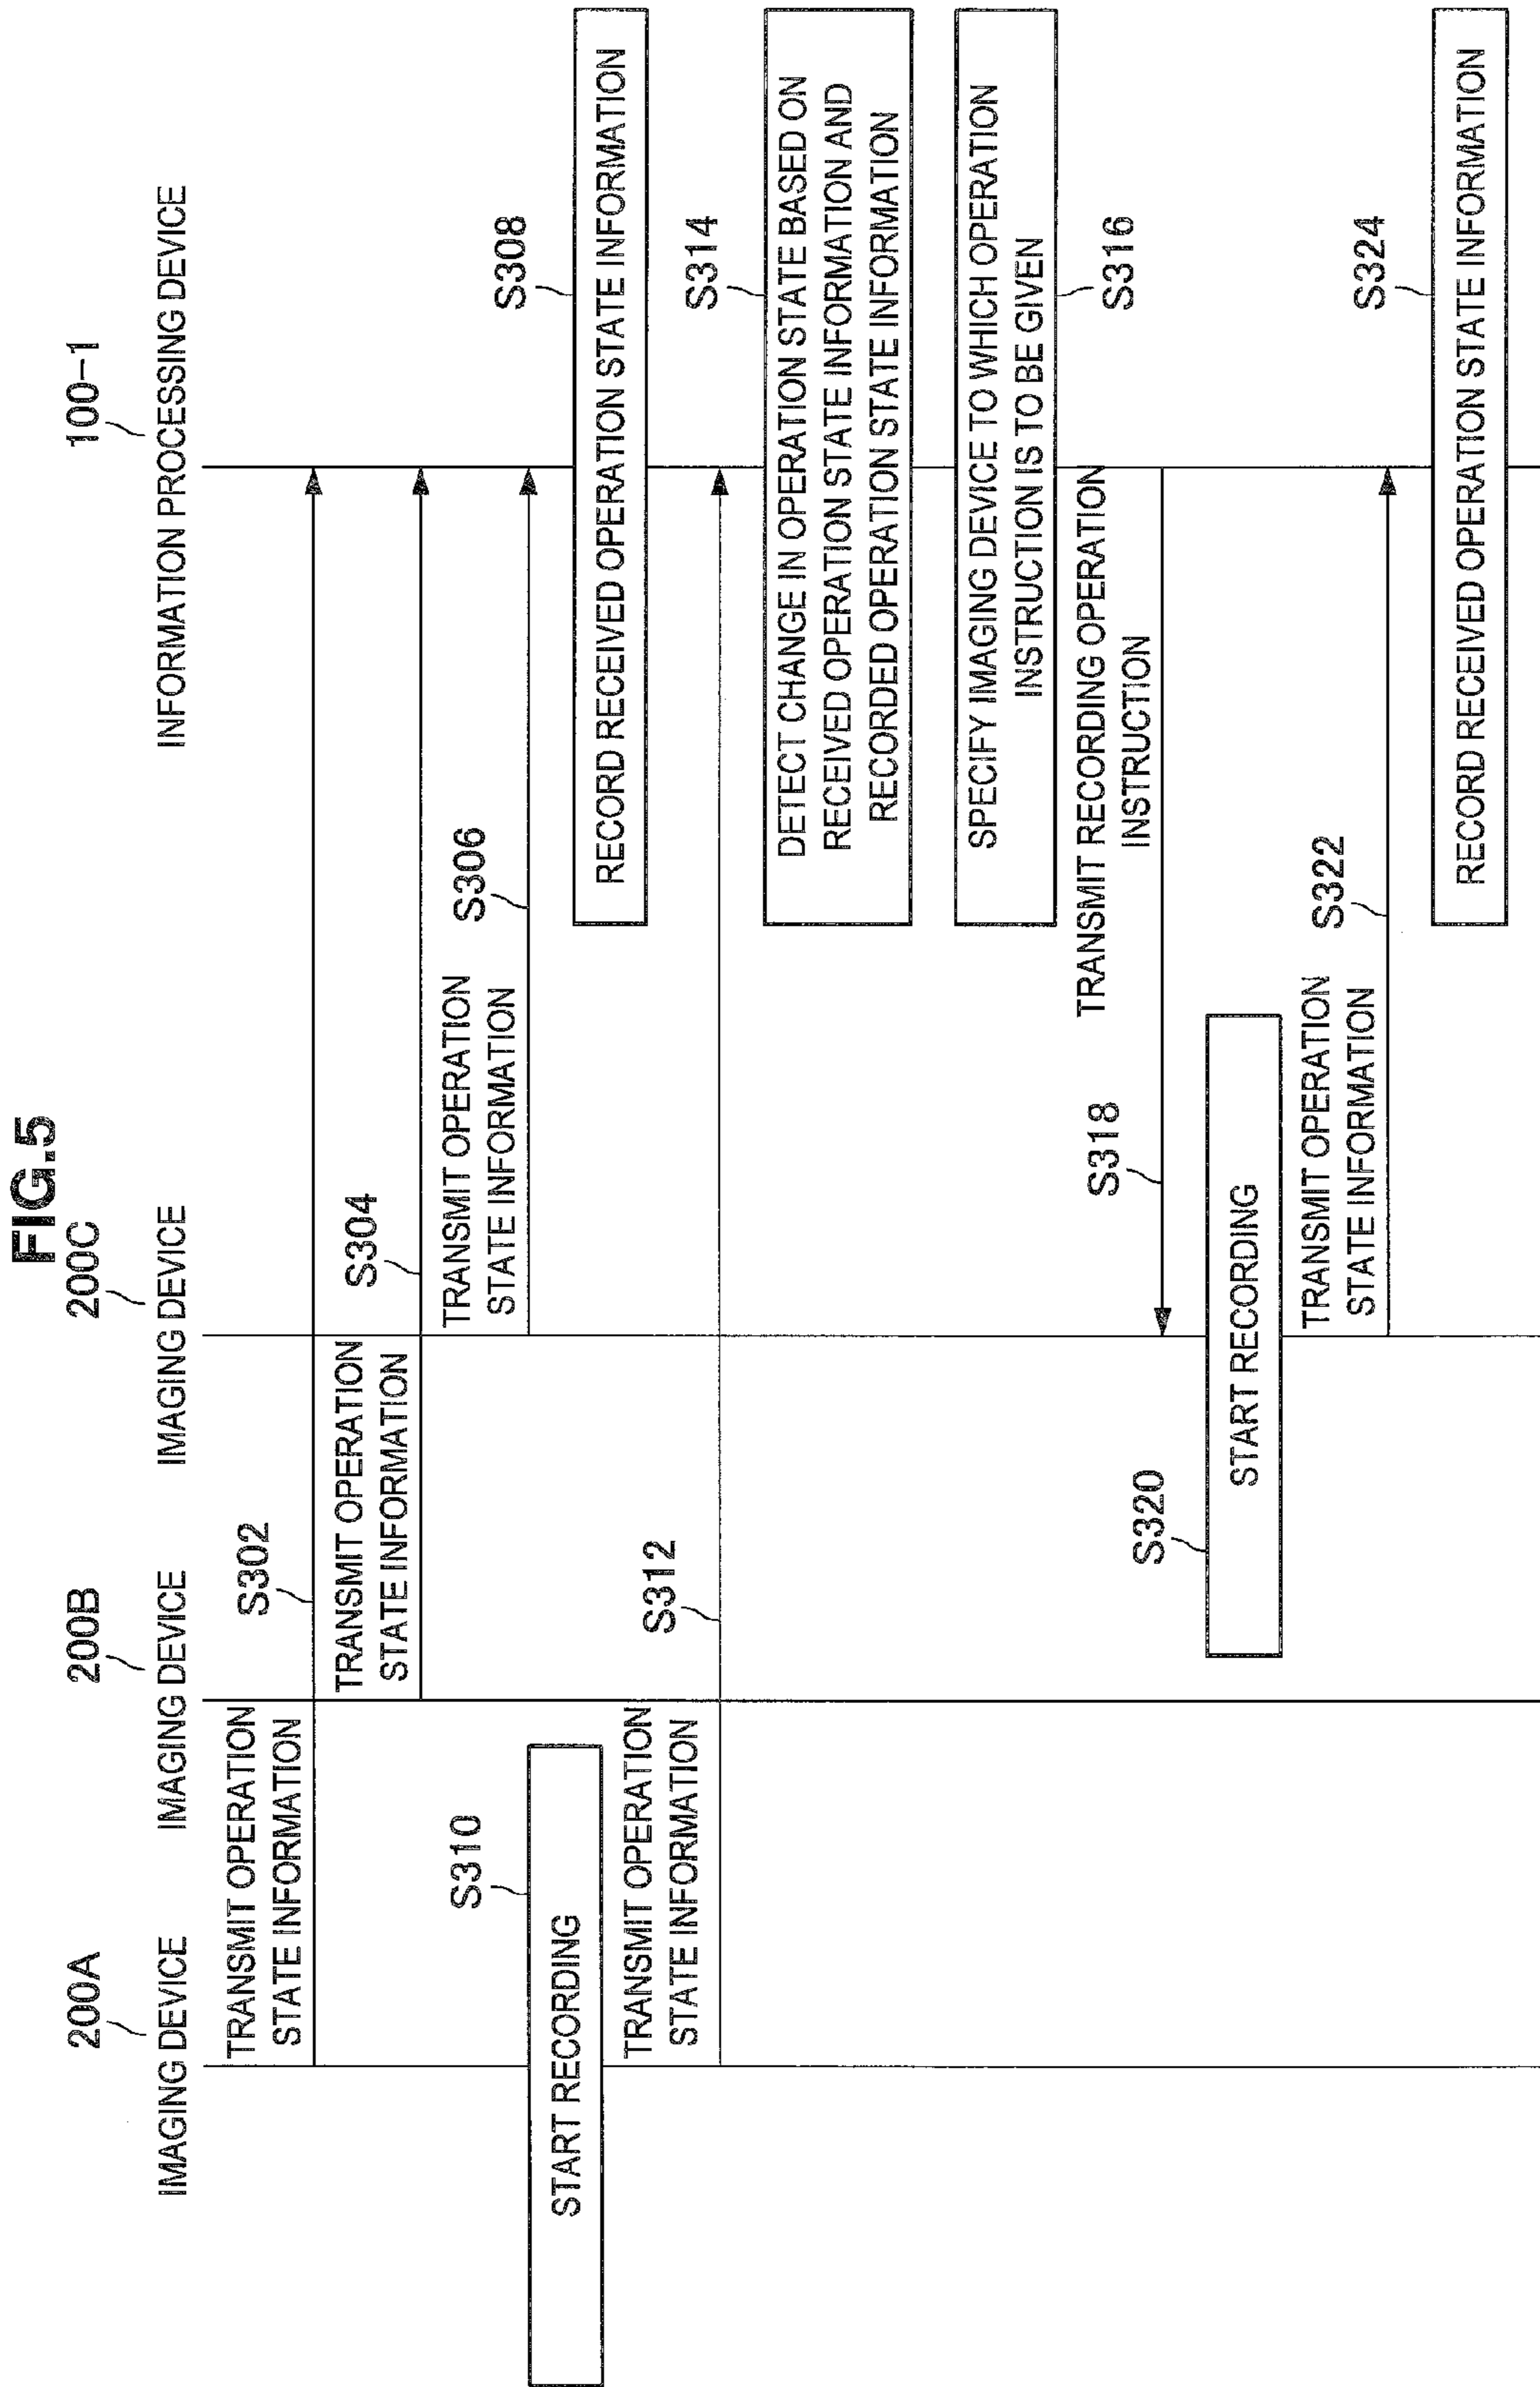 FIG.5
200A
IMAGING DEVICE
200B
IMAGING DEVICE
200C
IMAGING DEVICE
100-1
INFORMATION PROCESSING DEVICE
TRANSMIT OPERATION
STATE INFORMATION
S302
TRANSMIT OPERATION
STATE INFORMATION
S304
TRANSMIT OPERATION
STATE INFORMATION
S306
S308
RECORD RECEIVED OPERATION STATE INFORMATION
S310
START RECORDING
TRANSMIT OPERATION
STATE INFORMATION
S312
S314
DETECT CHANGE IN OPERATION STATE BASED ON
RECEIVED OPERATION STATE INFORMATION AND
RECORDED OPERATION STATE INFORMATION
SPECIFY IMAGING DEVICE TO WHICH OPERATION
INSTRUCTION IS TO BE GIVEN
S316
TRANSMIT RECORDING OPERATION
INSTRUCTION
S318
S320
START RECORDING
TRANSMIT OPERATION
STATE INFORMATION
S322
S324
RECORD RECEIVED OPERATION STATE INFORMATION